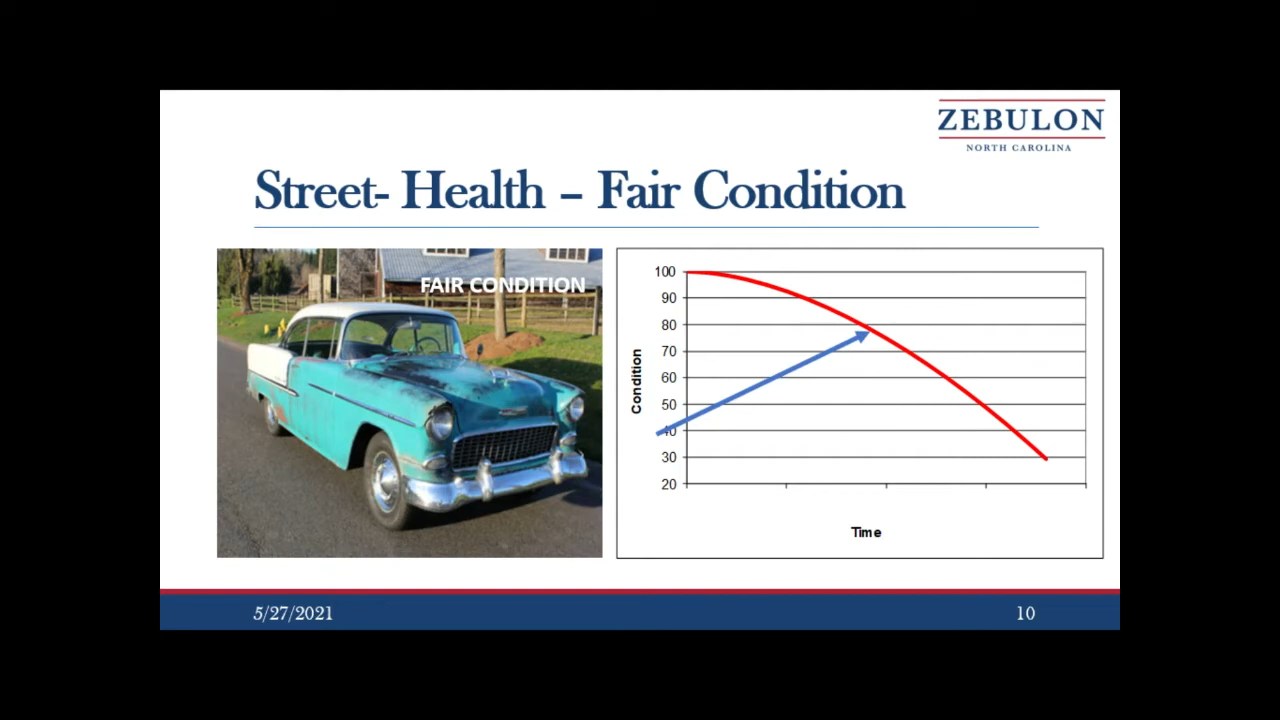 ZEBULON
NORTH CAROLINA
Street- Health – Fair Condition
FAIR CONDITION
100
90
80
70
60
50
40
30
20
Condition
Time
5/27/2021
10